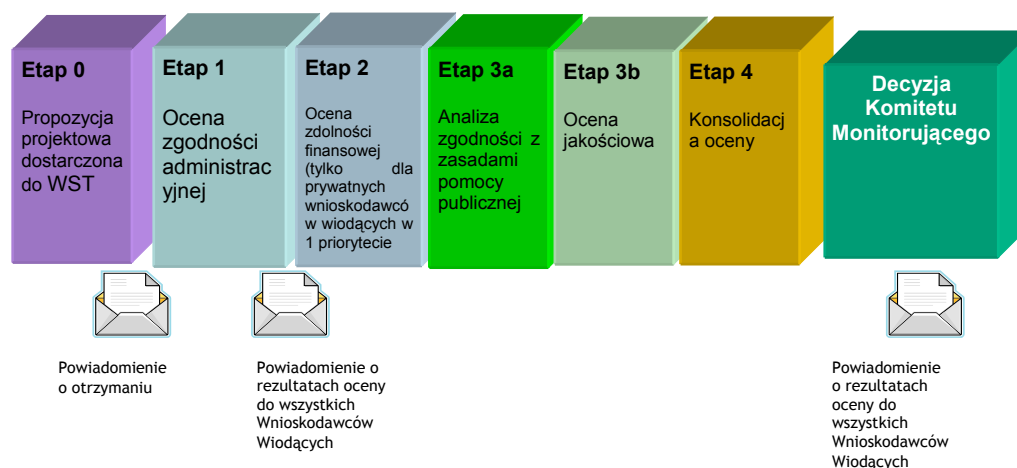 Etap 0
Propozycja
projektowa
dostarczona
do WST
Etap 1
Ocena
zgodności
administrac
yjnej
Etap 2
Ocena
zdolności
finansowej
(tylko dla
prywatnych
wnioskodawcó
w wiodących w
1 priorytecie
Etap 3a
Analiza
zgodności z
zasadami
pomocy
publicznej
Etap 3b
Ocena
jakościowa
Etap 4
Konsolidacj
a oceny
Decyzja
Komitetu
Monitorującego
Powiadomienie
o otrzymaniu
Powiadomienie o
rezultatach oceny
do wszystkich
Wnioskodawców
Wiodących
Powiadomienie
o rezultatach
oceny do
wszystkich
Wnioskodawców
Wiodących